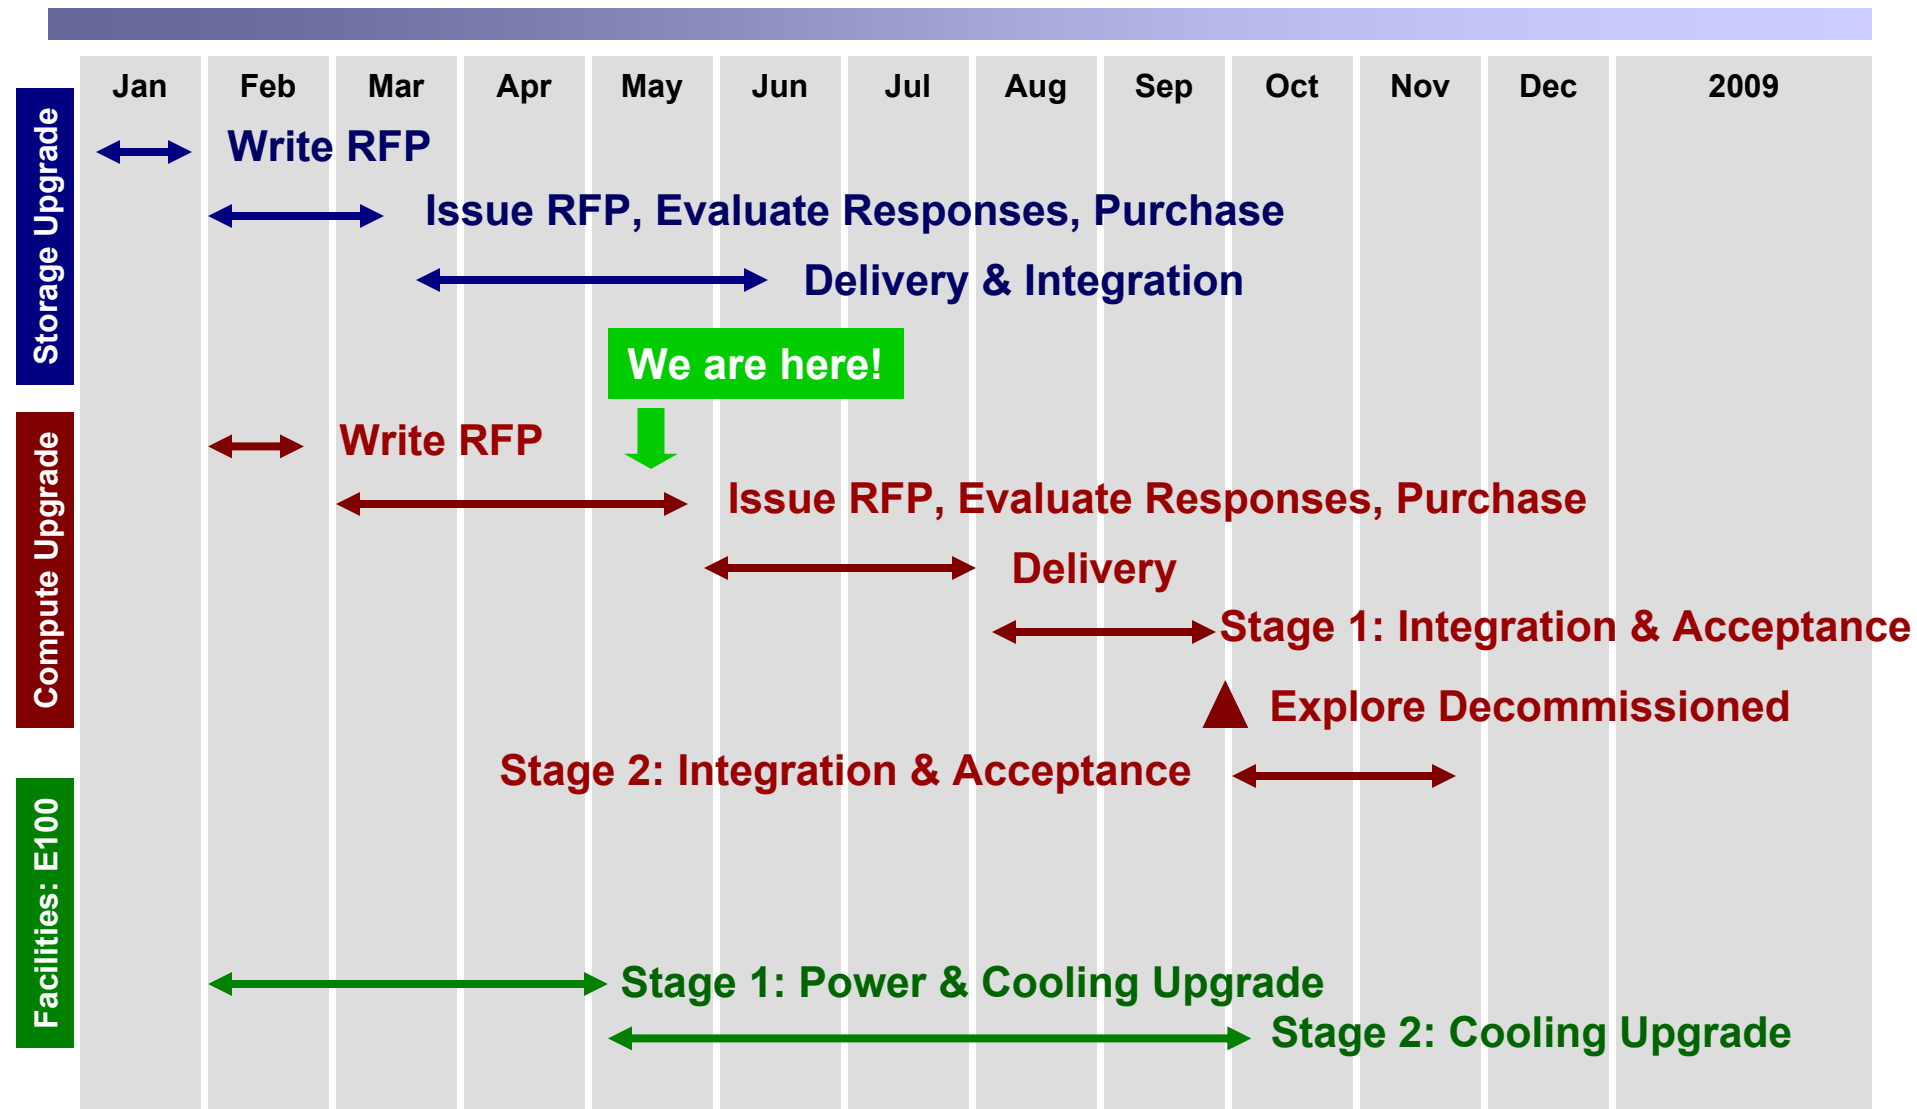 Jan Feb Mar Apr May Jun Jul Aug Sep Oct Nov Dec 2009
Storage Upgrade
Write RFP
Issue RFP, Evaluate Responses, Purchase
Delivery & Integration
We are here!
Compute Upgrade
Write RFP
Issue RFP, Evaluate Responses, Purchase
Delivery
Stage 1: Integration & Acceptance
Explore Decommissioned
Stage 2: Integration & Acceptance
Facilities: E100
Stage 1: Power & Cooling Upgrade
Stage 2: Cooling Upgrade